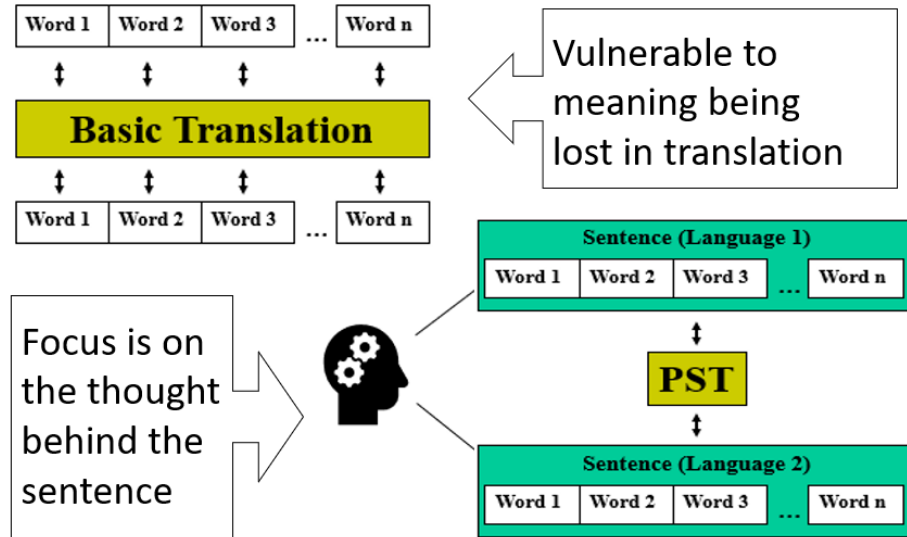 Word 1 Word 2 Word 3 ... Word n
Basic Translation
Word 1 Word 2 Word 3 ... Word n
Vulnerable to
meaning being
lost in translation
Sentence (Language 1)
Word 1 Word 2 Word 3 ... Word n
PST
Sentence (Language 2)
Word 1 Word 2 Word 3 ... Word n
Focus is on
the thought
behind the
sentence